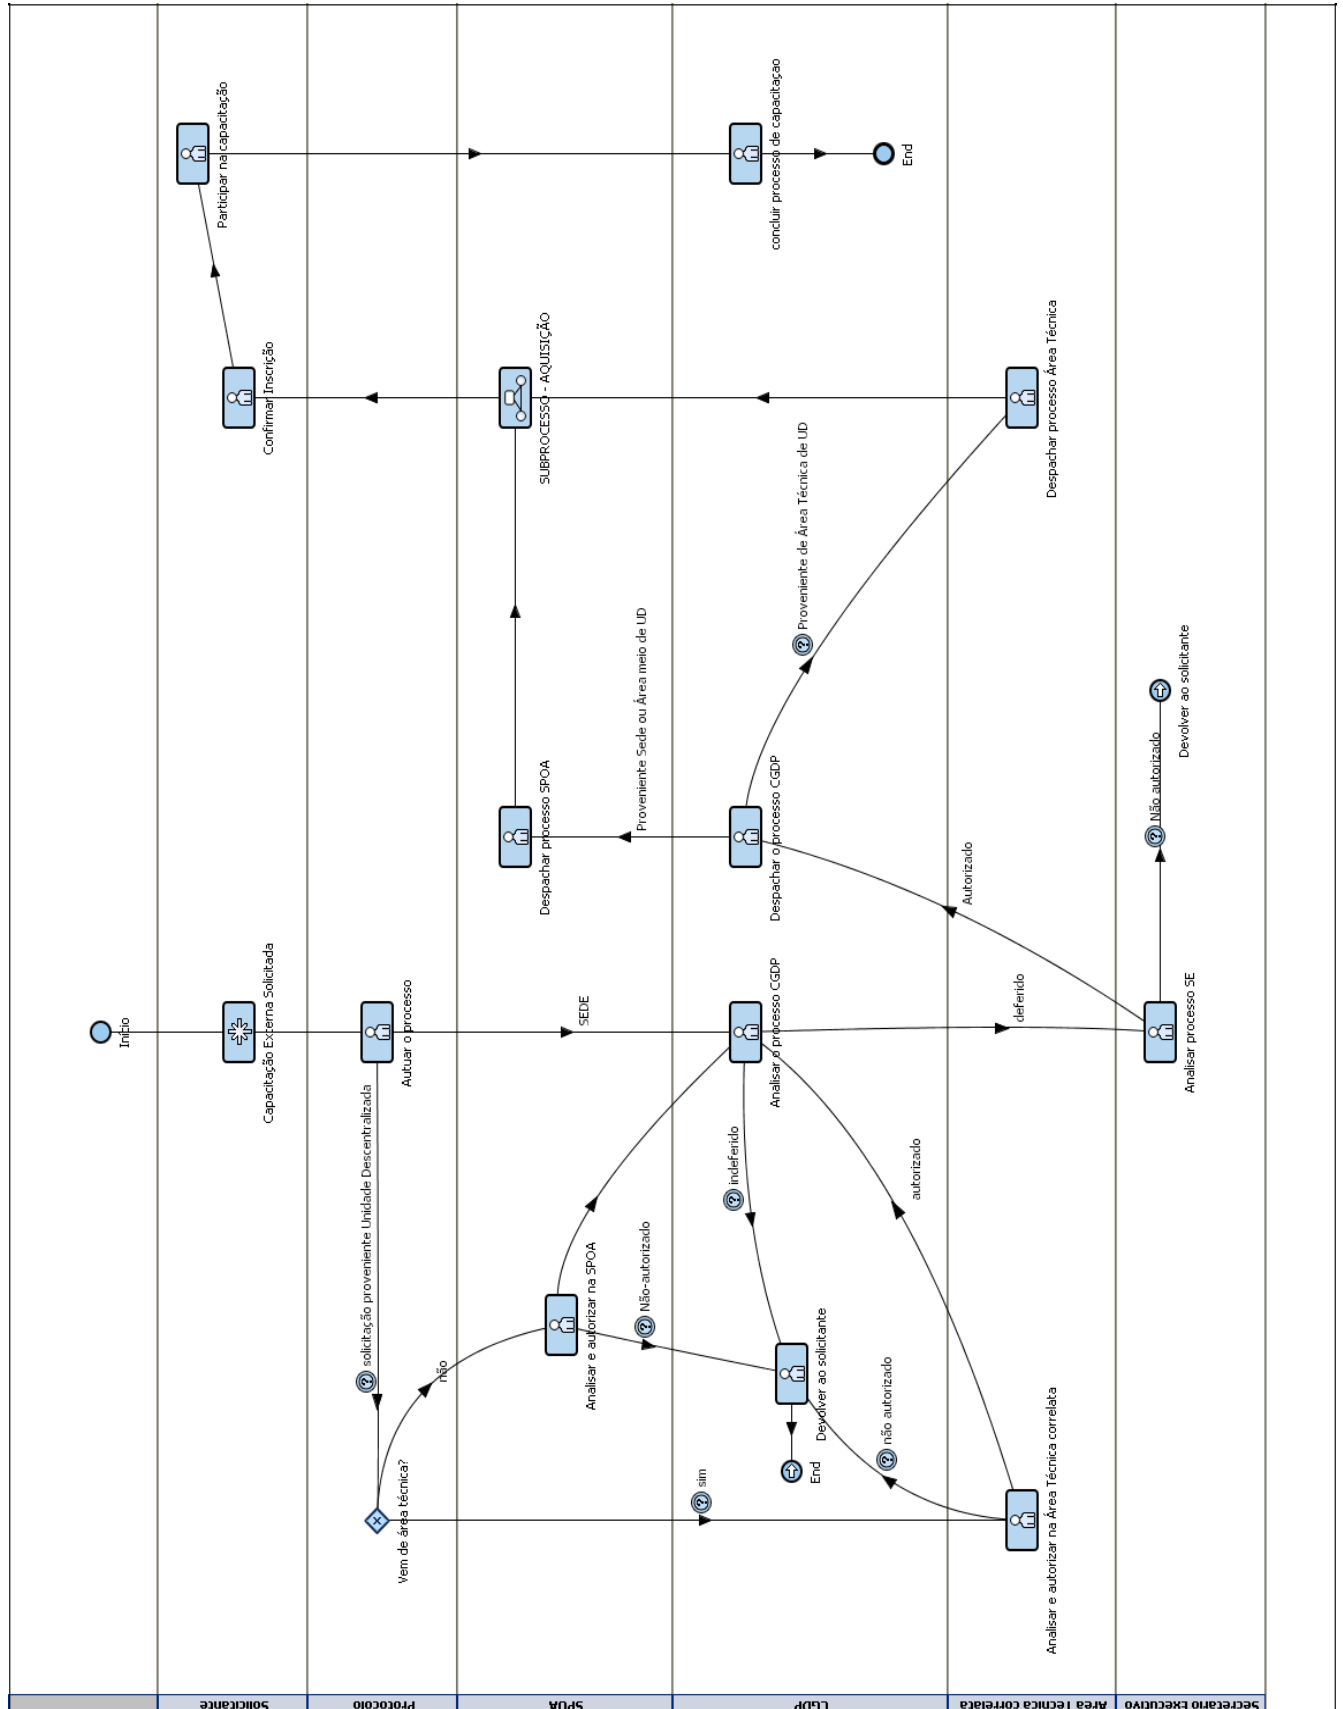 Início
Capacitação Externa Solicitada
Autuar o processo
SEDE
solicitação proveniente Unidade Descentralizada
Vem de área técnica?
não
sim
Analisar e autorizar na SPOA
Não-autorizado
Analisar o processo CGDP
indeferido
Devolver ao solicitante
End
não autorizado
autorizado
Analisar e autorizar na Área Técnica correlata
deferido
Analisar processo SE
Não autorizado
Devolver ao solicitante
Autorizado
Despachar o processo CGDP
Proveniente Sede ou Área meio de UD
Despachar processo SPOA
Proveniente de Área Técnica de UD
Despachar processo Área Técnica
SUBPROCESSO - AQUISIÇÃO
Confirmar Inscrição
Participar na capacitação
concluir processo de capacitaçao
End
Solicitante
Protocolo
SPOA
CGDP
Área Técnica correlata
Secretário Executivo